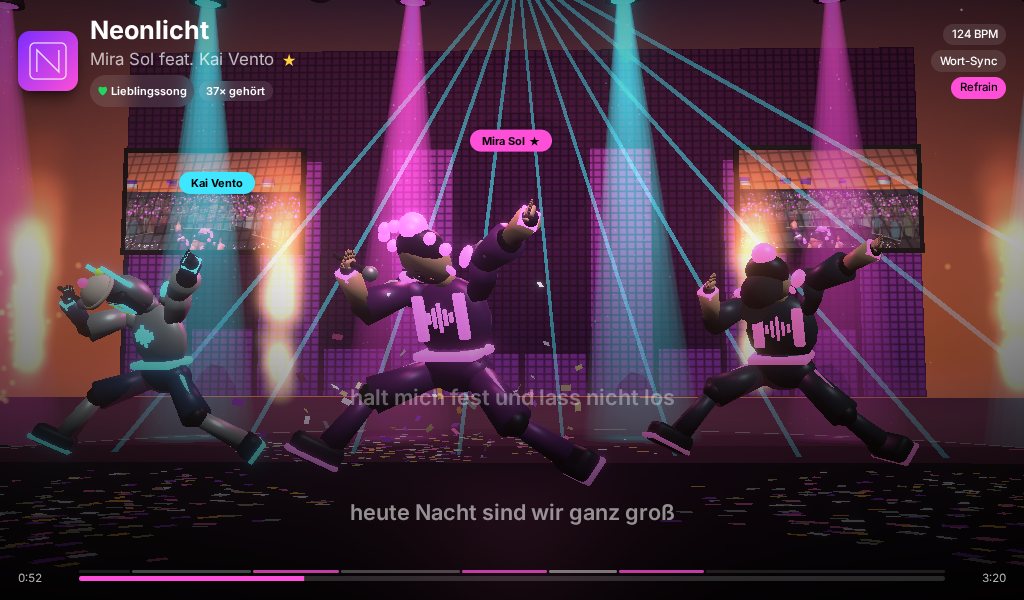 Neonlicht
Mira Sol feat. Kai Vento ★
Lieblingssong
37× gehört
124 BPM
Wort-Sync
Refrain
N
Mira Sol ★
Kai Vento
halt mich fest und lass nicht los
heute Nacht sind wir ganz groß
0:52
3:20